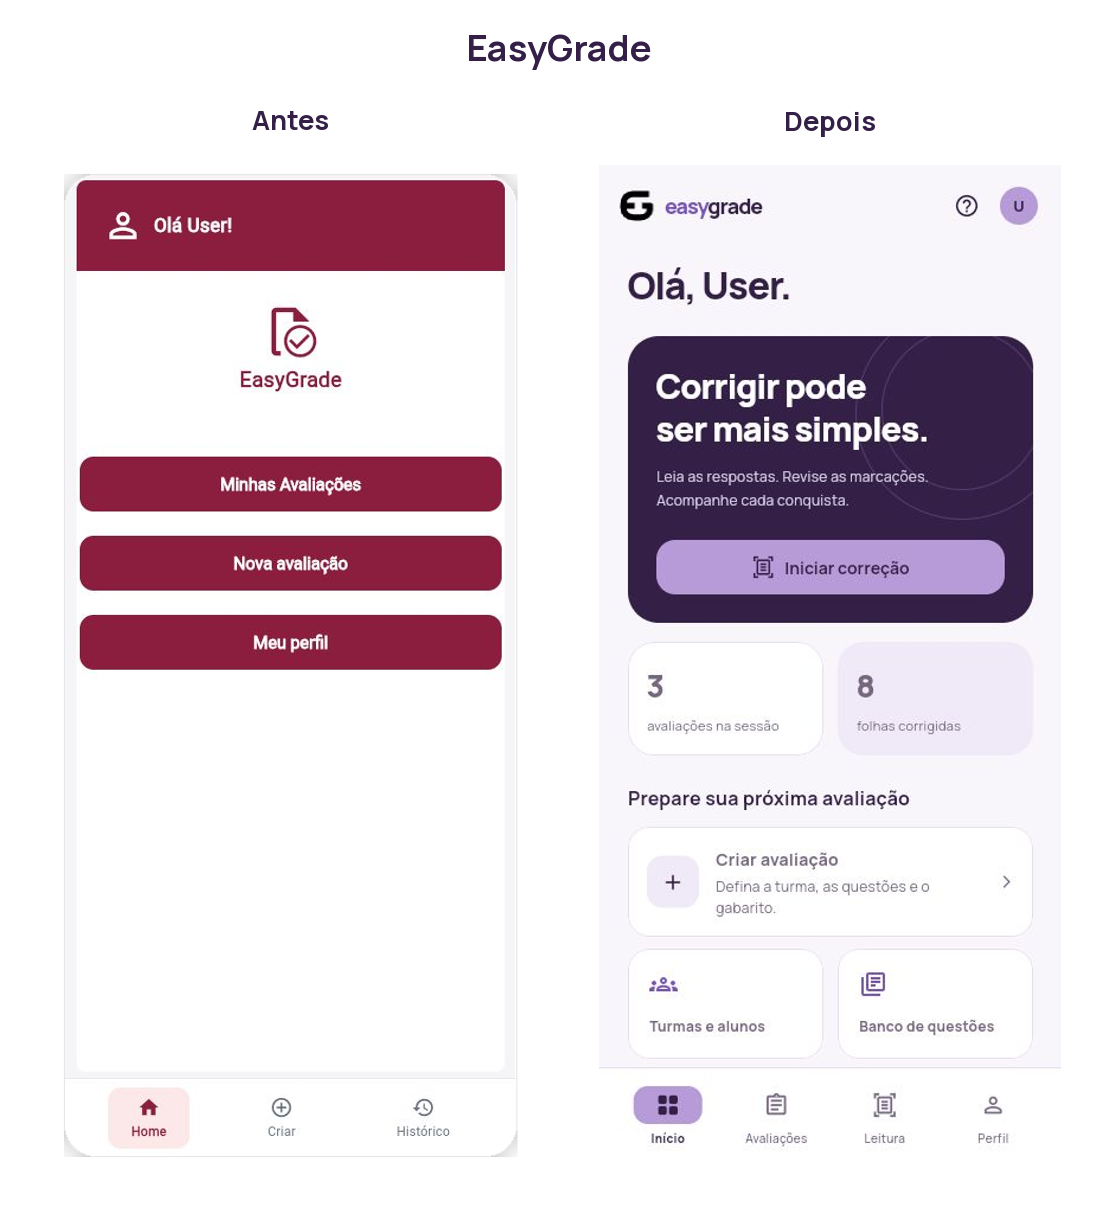 EasyGrade
Antes
Olá User!
EasyGrade
Minhas Avaliações
Nova avaliação
Meu perfil
Home
Criar
Histórico
Depois
easygrade
U
Olá, User.
Corrigir pode
ser mais simples.
Leia as respostas. Revise as marcações.
Acompanhe cada conquista.
Iniciar correção
3
avaliações na sessão
8
folhas corrigidas
Prepare sua próxima avaliação
Criar avaliação
Defina a turma, as questões e o
gabarito.
Turmas e alunos
Banco de questões
Início
Avaliações
Leitura
Perfil